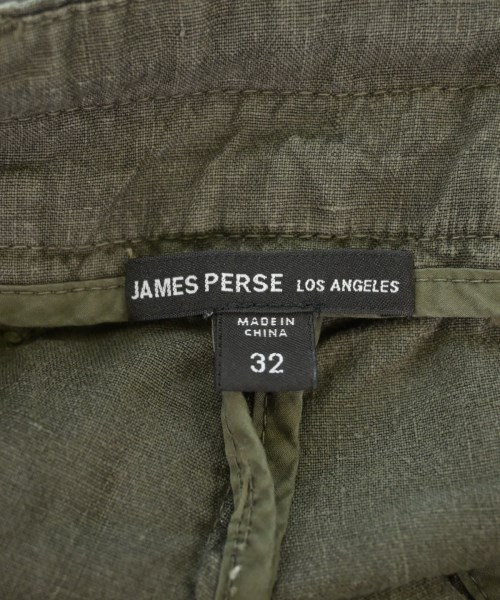 JAMES PERSE LOS ANGELES
MADE IN
CHINA
32